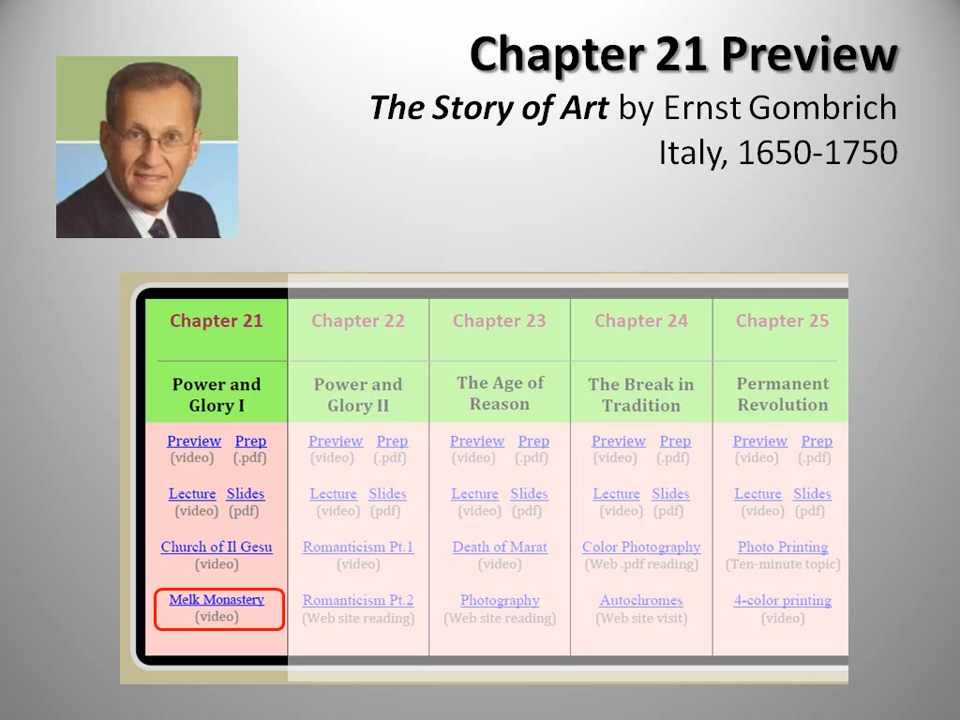 Chapter 21 Preview
The Story of Art by Ernst Gombrich
Italy, 1650-1750
Chapter 21 Chapter 22 Chapter 23 Chapter 24 Chapter 25
Power and Glory I
Power and Glory II
The Age of Reason
The Break in Tradition
Permanent Revolution
Preview Prep Preview Prep Preview Prep Preview Prep Preview Prep
(video) (.pdf) (video) (.pdf) (video) (.pdf) (video) (.pdf) (video) (.pdf)
Lecture Slides Lecture Slides Lecture Slides Lecture Slides Lecture Slides
(video) (pdf) (video) (pdf) (video) (pdf) (video) (pdf) (video) (pdf)
Church of Il Gesu Romanticism Pt.1 Death of Marat Color Photography Photo Printing
(video) (video) (video) (Web .pdf reading) (Ten-minute topic)
Melk Monastery Romanticism Pt.2 Photography Autochromes 4-color printing
(video) (Web site reading) (Web site reading) (Web site visit) (video)